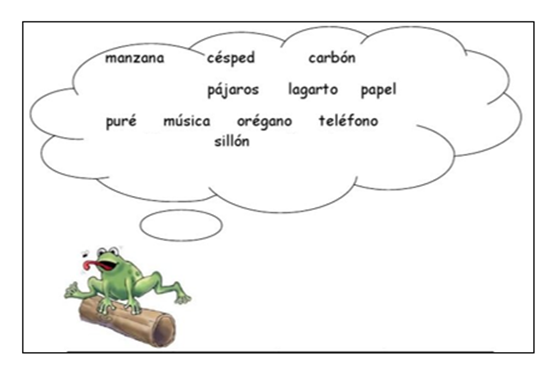 manzana césped carbón
pájaros lagarto papel
puré música orégano teléfono
sillón